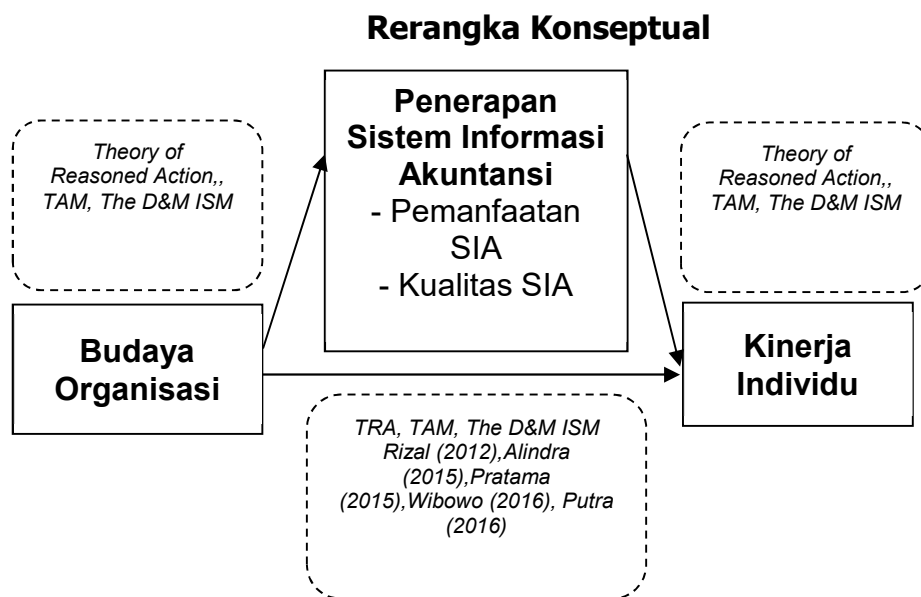 Rerangka Konseptual
Penerapan
Sistem Informasi
Akuntansi
- Pemanfaatan
SIA
- Kualitas SIA
Theory of
Reasoned Action,,
TAM, The D&M ISM
Theory of
Reasoned Action,,
TAM, The D&M ISM
Budaya
Organisasi
Kinerja
Individu
TRA, TAM, The D&M ISM
Rizal (2012),Alindra
(2015),Pratama
(2015),Wibowo (2016), Putra
(2016)